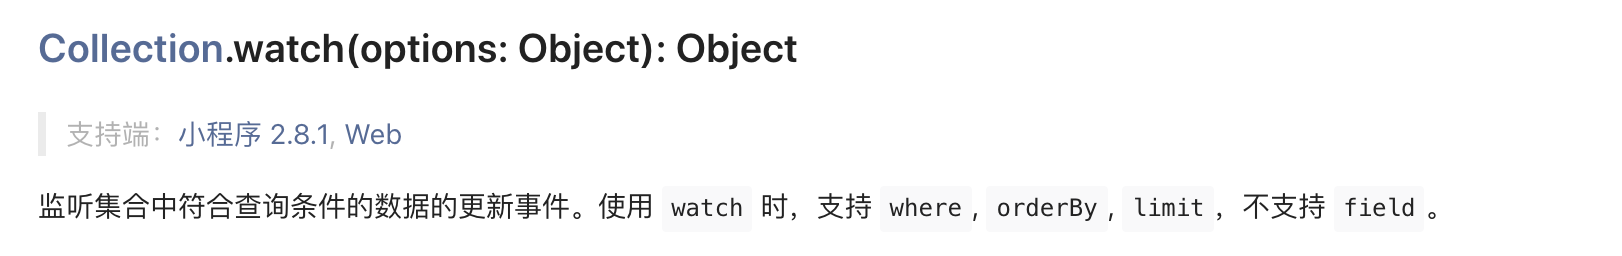 Collection.watch(options: Object): Object
支持端：小程序 2.8.1, Web
监听集合中符合查询条件的数据的更新事件。使用 watch 时，支持 where, orderBy, limit，不支持 field 。